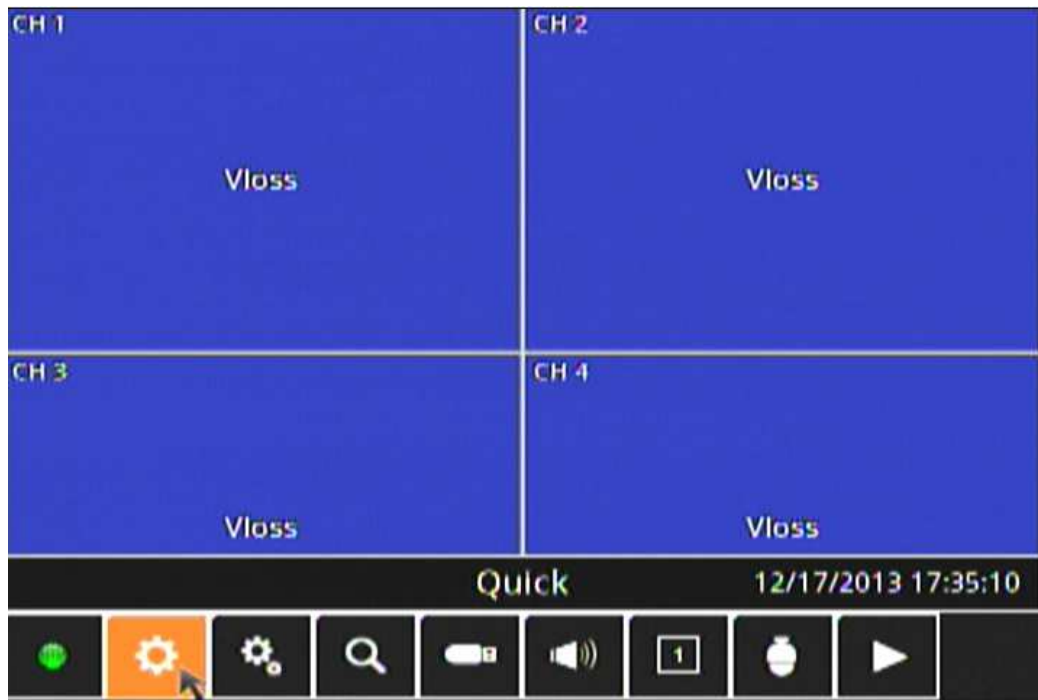 CH 1
CH 2
Vloss
Vloss
CH 3
CH 4
Vloss
Vloss
Quick
12/17/2013 17:35:10
1